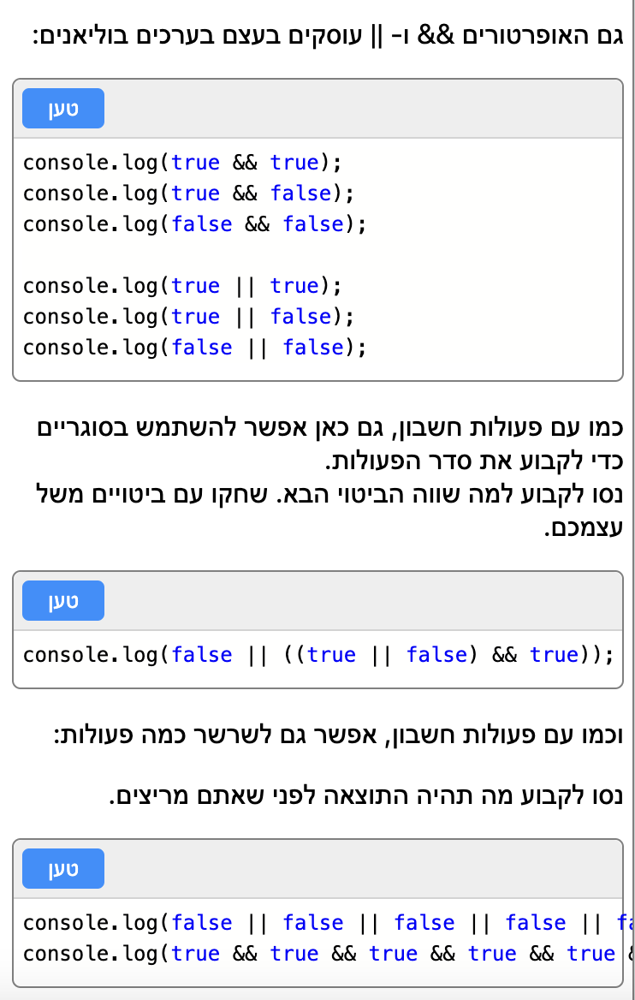 גם האופרטורים && ו- || עוסקים בעצם בערכים בוליאנים:
טען
console.log(true && true);
console.log(true && false);
console.log(false && false);
console.log(true || true);
console.log(true || false);
console.log(false || false);
כמו עם פעולות חשבון, גם כאן אפשר להשתמש בסוגריים
כדי לקבוע את סדר הפעולות.
נסו לקבוע למה שווה הביטוי הבא. שחקו עם ביטויים משל
עצמכם.
טען
console.log(false || ((true || false) && true));
וכמו עם פעולות חשבון, אפשר גם לשרשר כמה פעולות:
נסו לקבוע מה תהיה התוצאה לפני שאתם מריצים.
טען
console.log(false || false || false || false ||
console.log(true && true && true && true && true